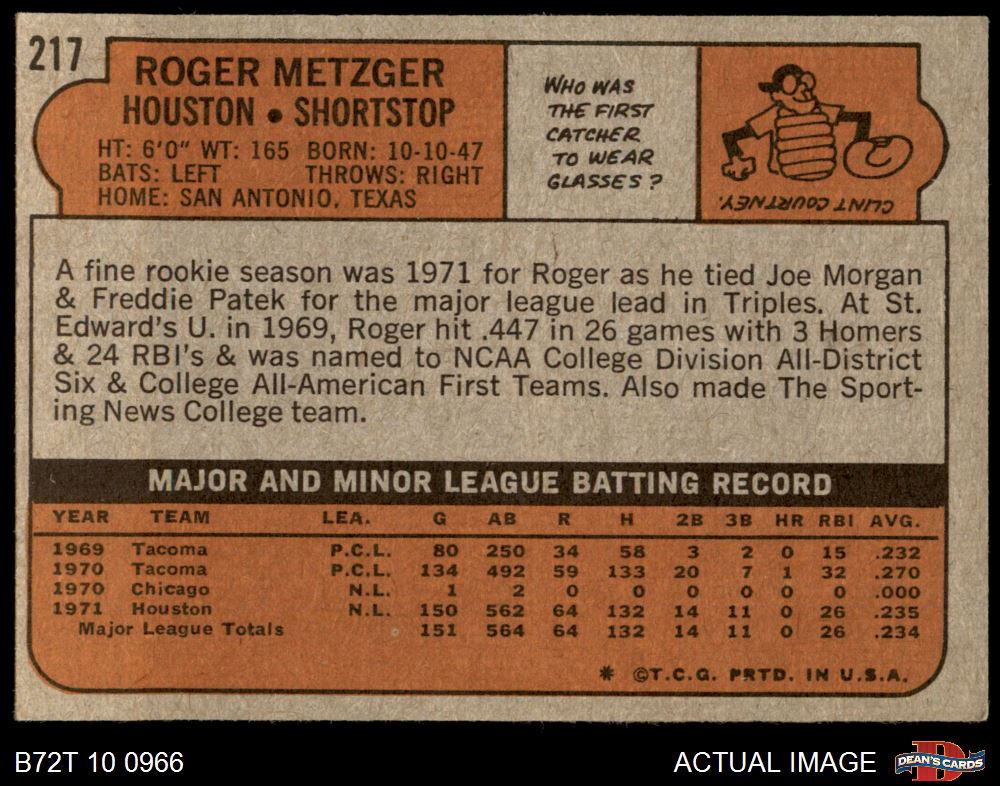 217
ROGER METZGER
HOUSTON • SHORTSTOP
HT: 6'0" WT: 165 BORN: 10-10-47
BATS: LEFT THROWS: RIGHT
HOME: SAN ANTONIO, TEXAS
WHO WAS
THE FIRST
CATCHER
TO WEAR
GLASSES?
CLINT COURTNEY.
A fine rookie season was 1971 for Roger as he tied Joe Morgan
& Freddie Patek for the major league lead in Triples. At St.
Edward's U. in 1969, Roger hit .447 in 26 games with 3 Homers
& 24 RBI's & was named to NCAA College Division All-District
Six & College All-American First Teams. Also made The Sport-
ing News College team.
MAJOR AND MINOR LEAGUE BATTING RECORD
YEAR TEAM LEA. G AB R H 2B 3B HR RBI AVG.
1969 Tacoma P.C.L. 80 250 34 58 3 2 0 15 .232
1970 Tacoma P.C.L. 134 492 59 133 20 7 1 32 .270
1970 Chicago N.L. 1 2 0 0 0 0 0 0 .000
1971 Houston N.L. 150 562 64 132 14 11 0 26 .235
Major League Totals 151 564 64 132 14 11 0 26 .234
* ©T.C.G. PRTD. IN U.S.A.
B72T 10 0966
ACTUAL IMAGE
D
DEAN'S CARDS